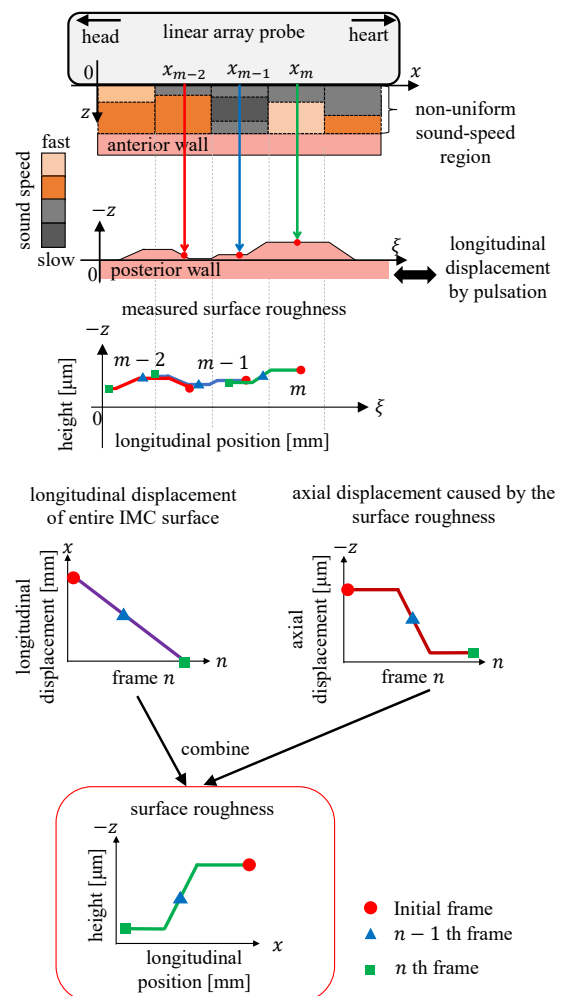 linear array probe
head
heart
0
x_{m-2}
x_{m-1}
x_m
x
z
non-uniform
sound-speed
region
anterior wall
fast
sound speed
slow
−z
0
ξ
posterior wall
longitudinal
displacement
by pulsation
measured surface roughness
−z
height [μm]
m − 2
m − 1
m
0
ξ
longitudinal position [mm]
longitudinal displacement
of entire IMC surface
x
longitudinal
displacement [mm]
n
frame n
axial displacement caused by the
surface roughness
−z
axial
displacement [μm]
n
frame n
combine
surface roughness
−z
height [μm]
x
longitudinal
position [mm]
Initial frame
n − 1 th frame
n th frame